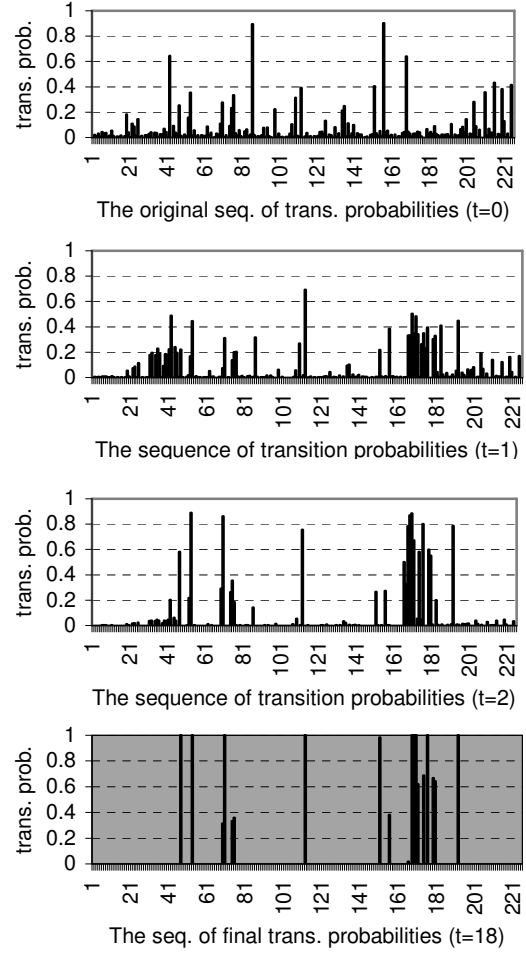 trans. prob.
1
0.8
0.6
0.4
0.2
0
1 21 41 61 81 101 121 141 161 181 201 221
The original seq. of trans. probabilities (t=0)
trans. prob.
1
0.8
0.6
0.4
0.2
0
1 21 41 61 81 101 121 141 161 181 201 221
The sequence of transition probabilities (t=1)
trans. prob.
1
0.8
0.6
0.4
0.2
0
1 21 41 61 81 101 121 141 161 181 201 221
The sequence of transition probabilities (t=2)
trans. prob.
1
0.8
0.6
0.4
0.2
0
1 21 41 61 81 101 121 141 161 181 201 221
The seq. of final trans. probabilities (t=18)